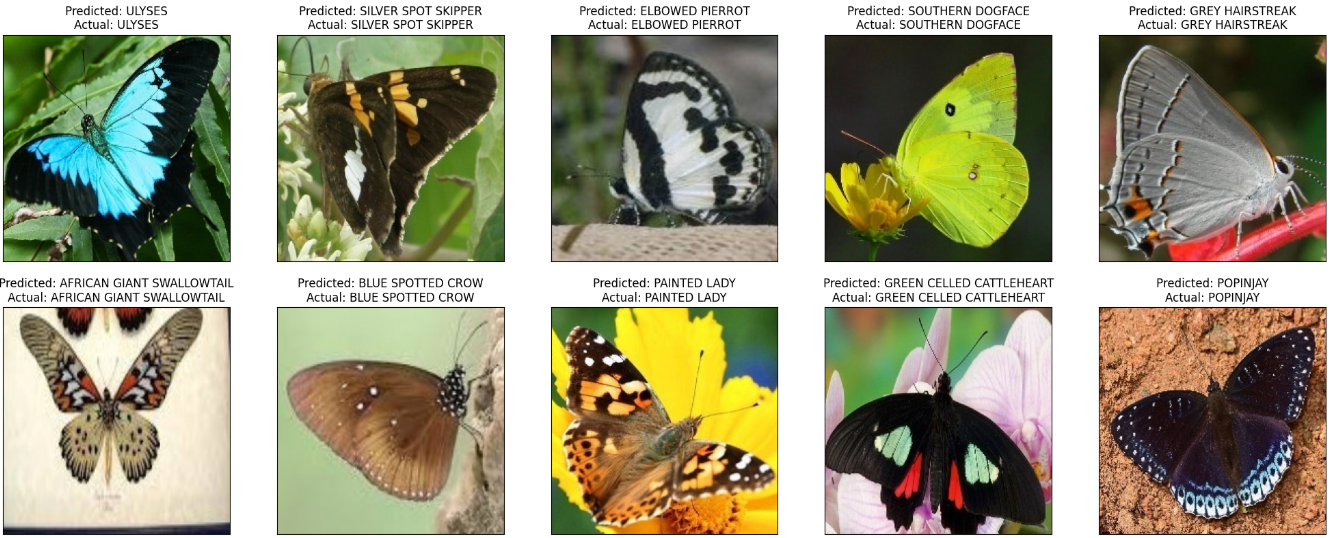 Predicted: ULYSES
Actual: ULYSES
Predicted: SILVER SPOT SKIPPER
Actual: SILVER SPOT SKIPPER
Predicted: ELBOWED PIERROT
Actual: ELBOWED PIERROT
Predicted: SOUTHERN DOGFACE
Actual: SOUTHERN DOGFACE
Predicted: GREY HAIRSTREAK
Actual: GREY HAIRSTREAK
Predicted: AFRICAN GIANT SWALLOWTAIL
Actual: AFRICAN GIANT SWALLOWTAIL
Predicted: BLUE SPOTTED CROW
Actual: BLUE SPOTTED CROW
Predicted: PAINTED LADY
Actual: PAINTED LADY
Predicted: GREEN CELLED CATTLEHEART
Actual: GREEN CELLED CATTLEHEART
Predicted: POPINJAY
Actual: POPINJAY